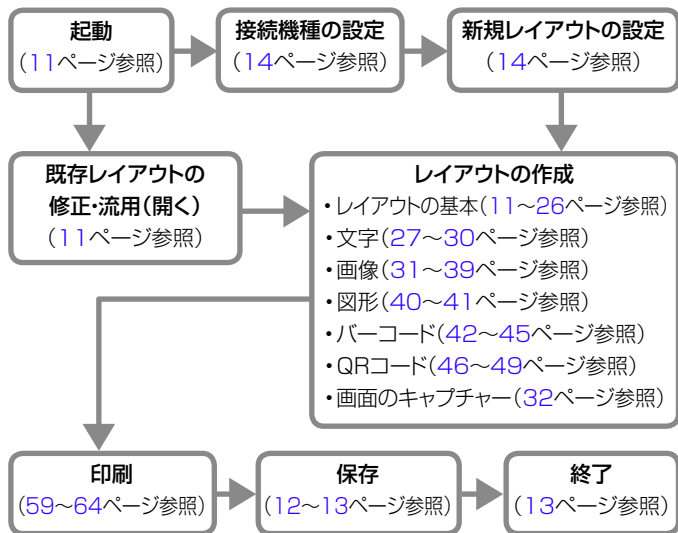 起動
(11ページ参照)
接続機種の設定
(14ページ参照)
新規レイアウトの設定
(14ページ参照)
既存レイアウトの
修正・流用(開く)
(11ページ参照)
レイアウトの作成
・レイアウトの基本(11～26ページ参照)
・文字(27～30ページ参照)
・画像(31～39ページ参照)
・図形(40～41ページ参照)
・バーコード(42～45ページ参照)
・QRコード(46～49ページ参照)
・画面のキャプチャー(32ページ参照)
印刷
(59～64ページ参照)
保存
(12～13ページ参照)
終了
(13ページ参照)